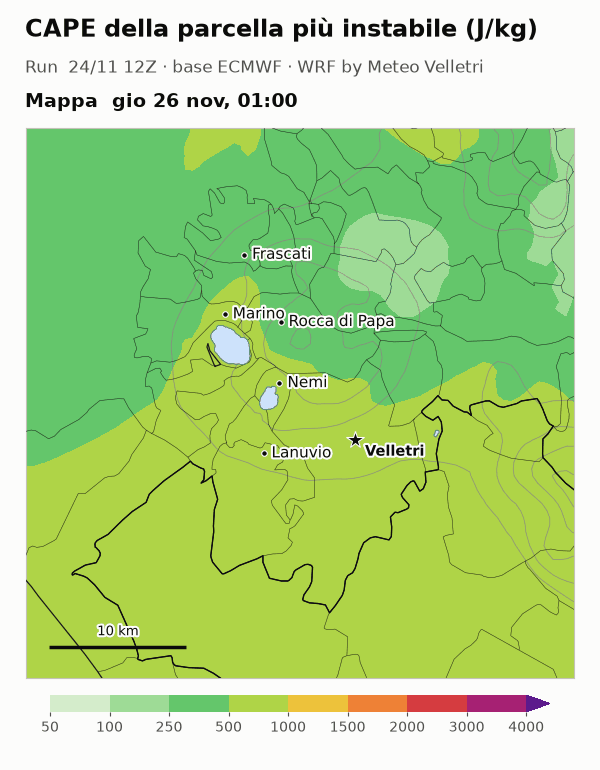 CAPE della parcella più instabile (J/kg)
Run  24/11 12Z · base ECMWF · WRF by Meteo Velletri
Mappa  gio 26 nov, 01:00
Frascati
Marino
Rocca di Papa
Nemi
Velletri
Lanuvio
10 km
50 100 250 500 1000 1500 2000 3000 4000